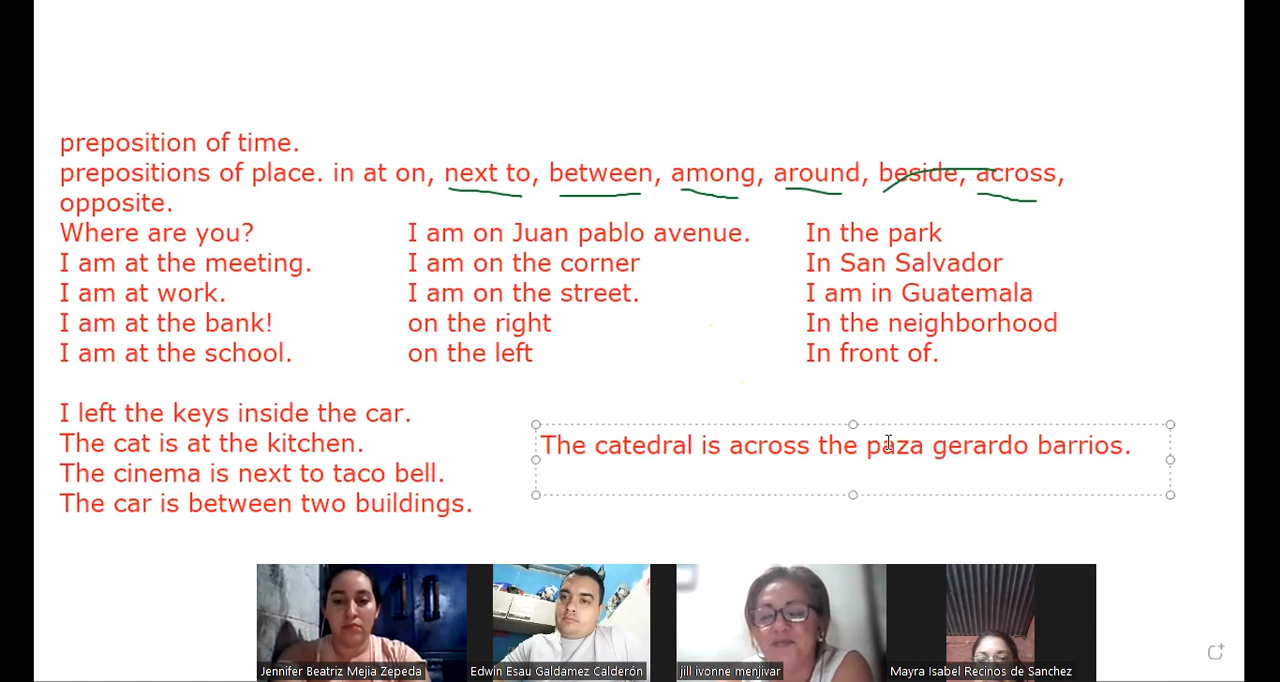 preposition of time.
prepositions of place. in at on, next to, between, among, around, beside, across,
opposite.
Where are you?
I am at the meeting.
I am at work.
I am at the bank!
I am at the school.
I am on Juan pablo avenue.
I am on the corner
I am on the street.
on the right
on the left
In the park
In San Salvador
I am in Guatemala
In the neighborhood
In front of.
I left the keys inside the car.
The cat is at the kitchen.
The cinema is next to taco bell.
The car is between two buildings.
The catedral is across the paza gerardo barrios.
Jennifer Beatriz Mejia Zepeda
Edwin Esau Galdamez Calderón
jill ivonne menjivar
Mayra Isabel Recinos de Sanchez